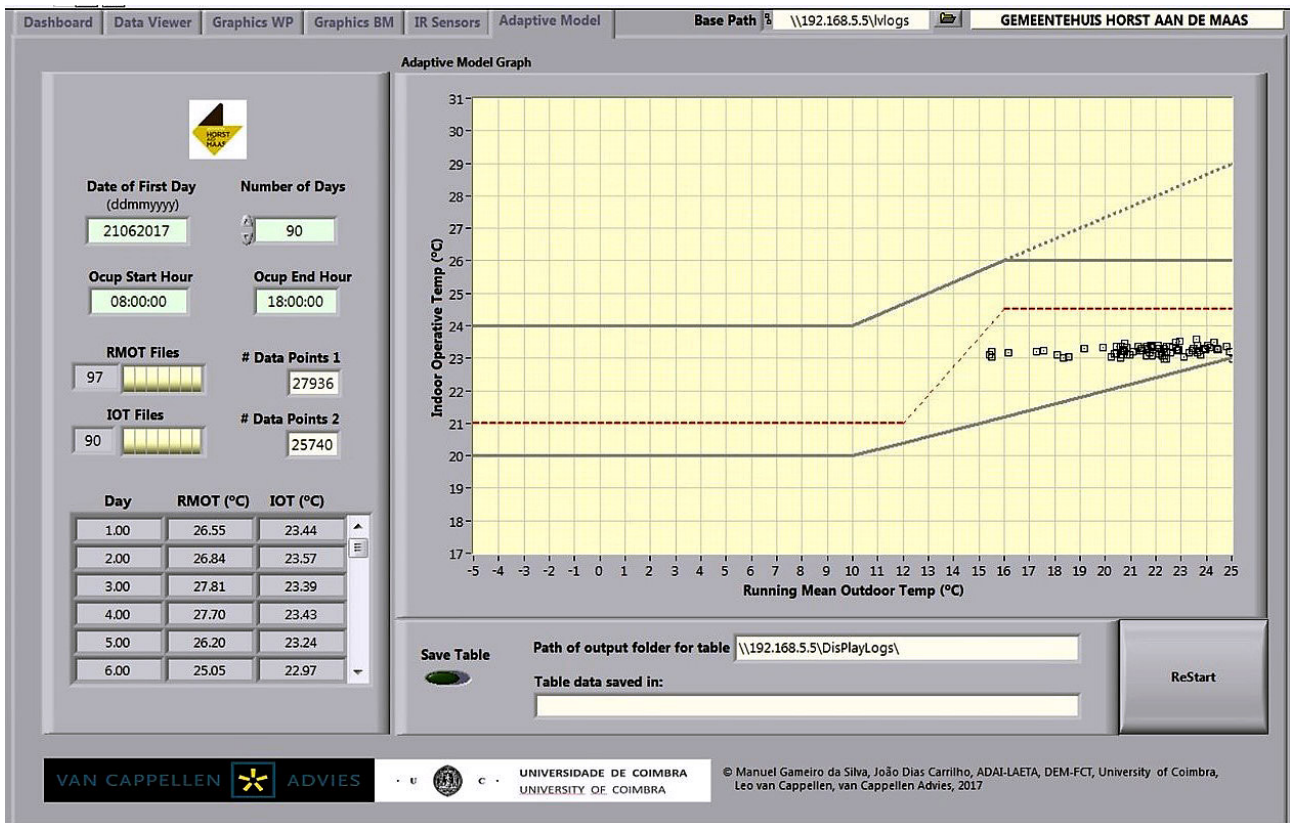 Dashboard Data Viewer Graphics WP Graphics BM IR Sensors Adaptive Model Base Path \\192.168.5.5\lvlogs GEMEENTEHUIS HORST AAN DE MAAS
Adaptive Model Graph
HORST
MAAS
Date of First Day Number of Days
(ddmmyyyy)
21062017 90
Ocup Start Hour Ocup End Hour
08:00:00 18:00:00
RMOT Files # Data Points 1
97 27936
IOT Files # Data Points 2
90 25740
Day RMOT (ºC) IOT (ºC)
1.00 26.55 23.44
2.00 26.84 23.57
3.00 27.81 23.39
4.00 27.70 23.43
5.00 26.20 23.24
6.00 25.05 22.97
Indoor Operative Temp (ºC)
31
30
29
28
27
26
25
24
23
22
21
20
19
18
17
-5 -4 -3 -2 -1 0 1 2 3 4 5 6 7 8 9 10 11 12 13 14 15 16 17 18 19 20 21 22 23 24 25
Running Mean Outdoor Temp (ºC)
Save Table
Path of output folder for table \\192.168.5.5\DisPlayLogs\
Table data saved in:
ReStart
VAN CAPPELLEN ADVIES
· U C ·
UNIVERSIDADE DE COIMBRA
UNIVERSITY OF COIMBRA
© Manuel Gameiro da Silva, João Dias Carrilho, ADAI-LAETA, DEM-FCT, University of Coimbra,
Leo van Cappellen, van Cappellen Advies, 2017